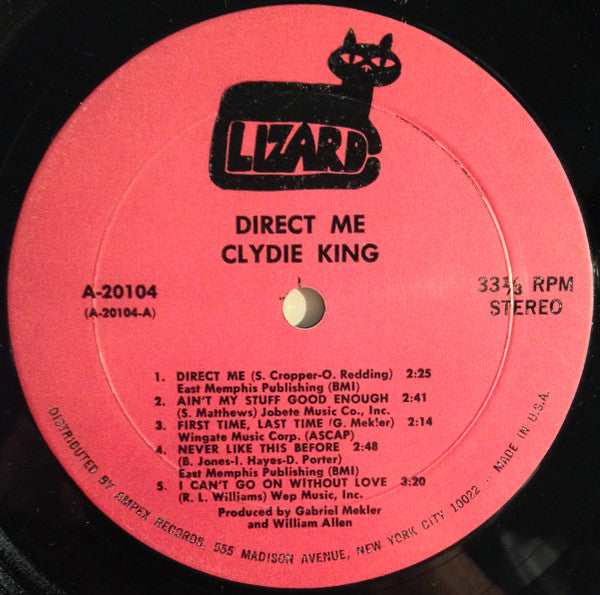 LIZARD
DIRECT ME
CLYDIE KING
A-20104
(A-20104-A)
33⅓ RPM
STEREO
1. DIRECT ME (S. Cropper-O. Redding) 2:25
East Memphis Publishing (BMI)
2. AIN'T MY STUFF GOOD ENOUGH 2:41
(S. Matthews) Jobete Music Co., Inc.
3. FIRST TIME, LAST TIME (G. Mekler) 2:14
Wingate Music Corp. (ASCAP)
4. NEVER LIKE THIS BEFORE 2:48
(B. Jones-I. Hayes-D. Porter)
East Memphis Publishing (BMI)
5. I CAN'T GO ON WITHOUT LOVE 3:20
(R. L. Williams) Wep Music, Inc.
Produced by Gabriel Mekler
and William Allen
DISTRIBUTED BY AMPEX RECORDS, 555 MADISON AVENUE, NEW YORK CITY 10022 -- MADE IN U.S.A.